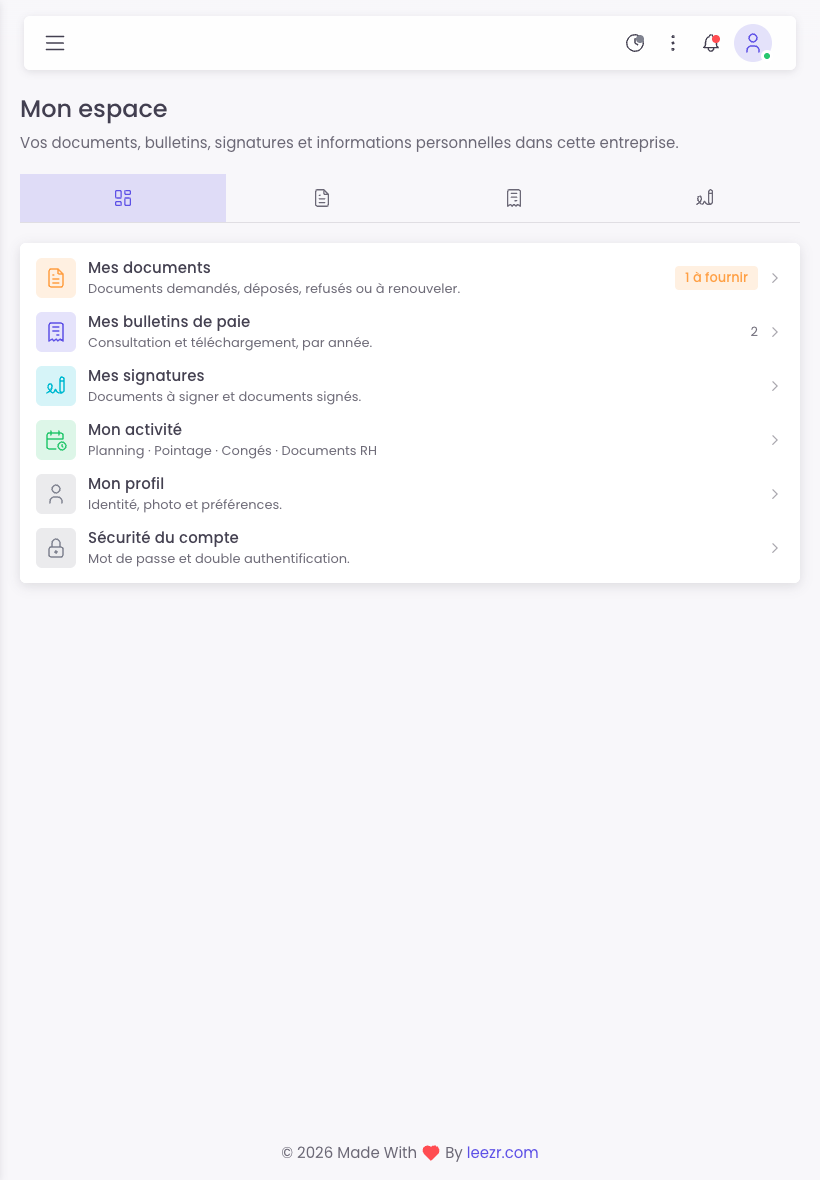 Mon espace
Vos documents, bulletins, signatures et informations personnelles dans cette entreprise.
Mes documents
Documents demandés, déposés, refusés ou à renouveler.
1 à fournir
Mes bulletins de paie
Consultation et téléchargement, par année.
2
Mes signatures
Documents à signer et documents signés.
Mon activité
Planning · Pointage · Congés · Documents RH
Mon profil
Identité, photo et préférences.
Sécurité du compte
Mot de passe et double authentification.
© 2026 Made With By leezr.com